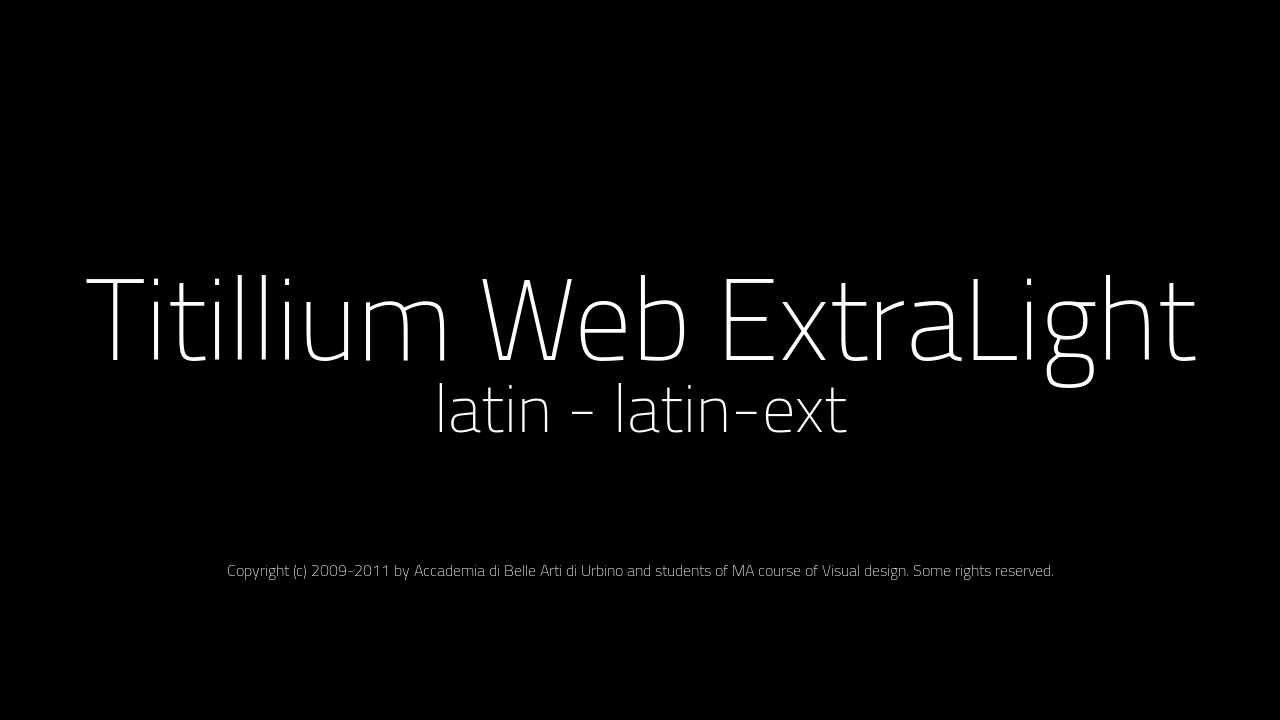 Titillium Web ExtraLight
latin - latin-ext
Copyright (c) 2009-2011 by Accademia di Belle Arti di Urbino and students of MA course of Visual design. Some rights reserved.